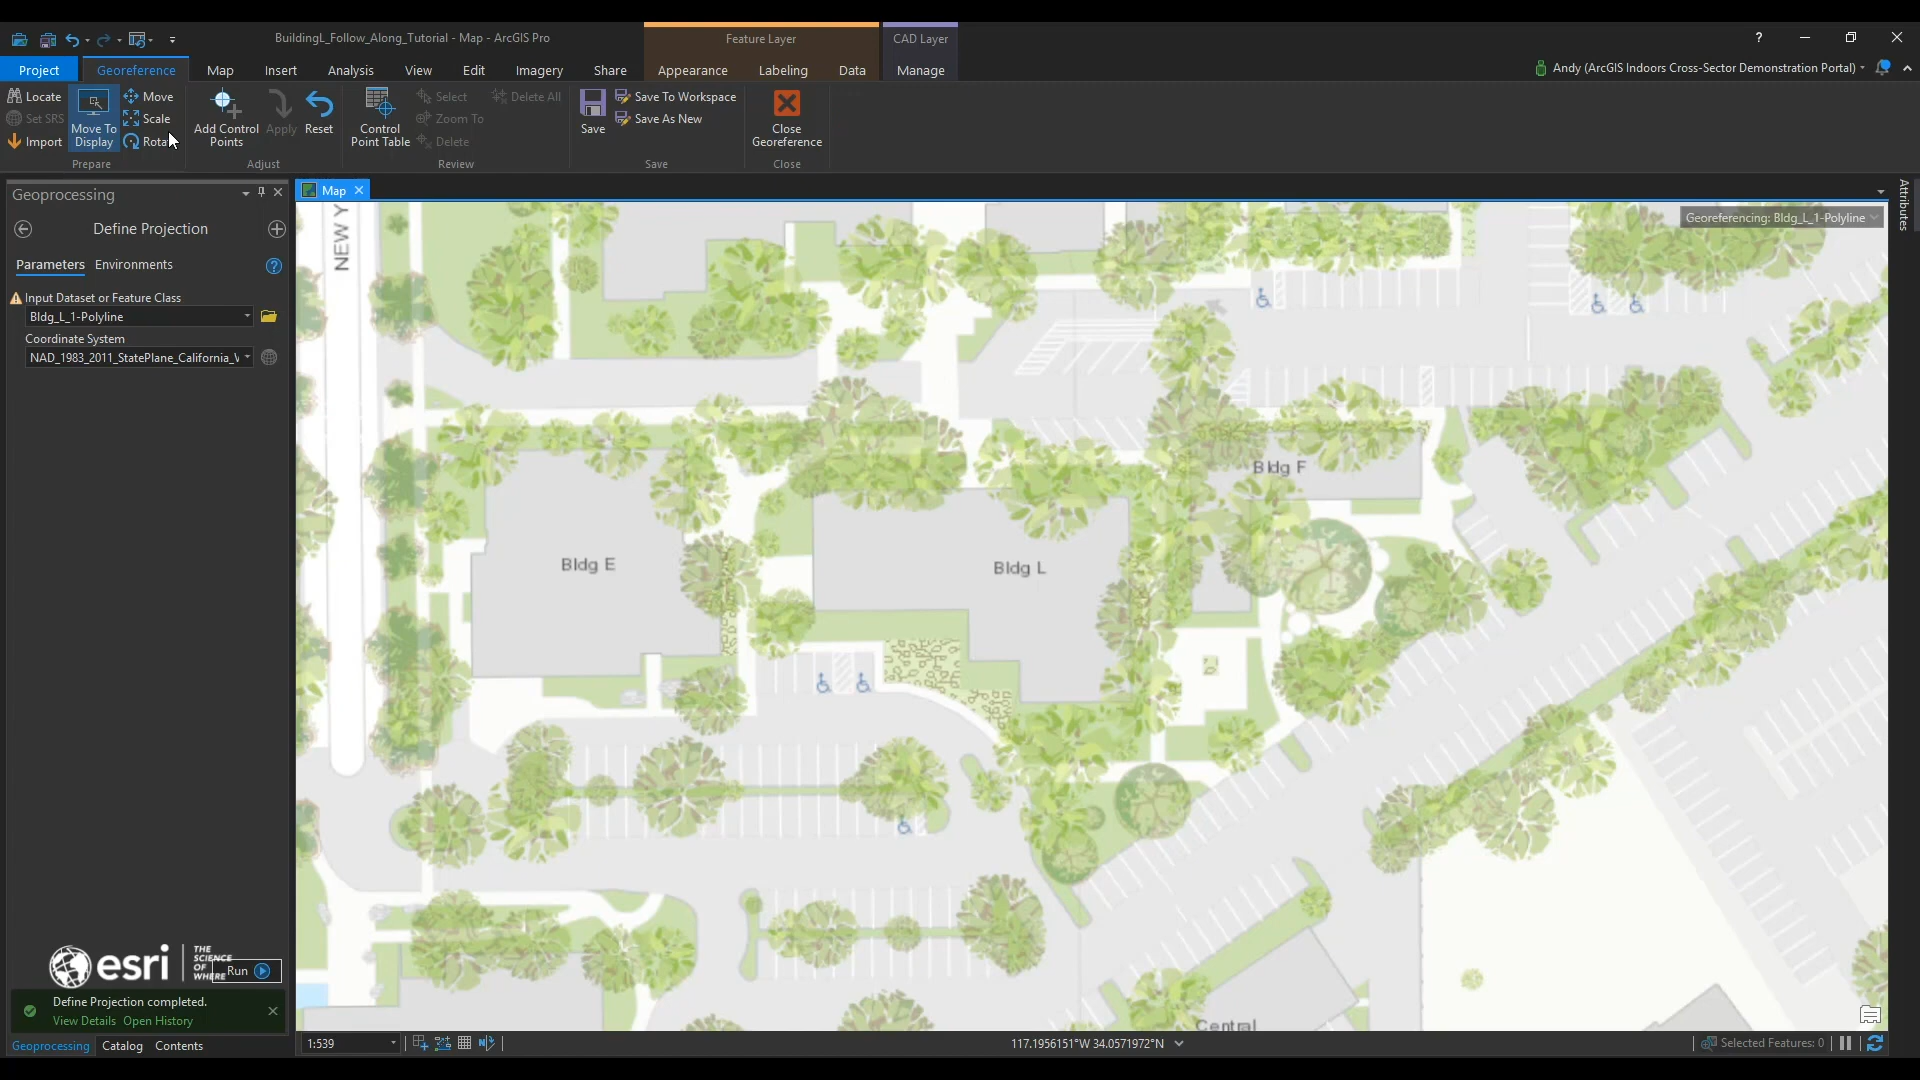 BuildingL_Follow_Along_Tutorial - Map - ArcGIS Pro
Feature Layer
CAD Layer
?
Project
Georeference
Map
Insert
Analysis
View
Edit
Imagery
Share
Appearance
Labeling
Data
Manage
Andy (ArcGIS Indoors Cross-Sector Demonstration Portal)
Locate
Set SRS
Import
Move To
Display
Move
Scale
Rotat
Prepare
Add Control
Points
Apply
Reset
Adjust
Control
Point Table
Select
Zoom To
Delete
Delete All
Review
Save
Save To Workspace
Save As New
Save
Close
Georeference
Close
Geoprocessing
Define Projection
Parameters Environments
Input Dataset or Feature Class
Bldg_L_1-Polyline
Coordinate System
NAD_1983_2011_StatePlane_California_V
esri
THE
SCIENCE
OF
WHERE
Run
Define Projection completed.
View Details Open History
Geoprocessing Catalog Contents
Map
Georeferencing: Bldg_L_1-Polyline
Attributes
NEW Y
Bldg F
Bldg E
Bldg L
Central
1:539
117.1956151°W 34.0571972°N
Selected Features: 0